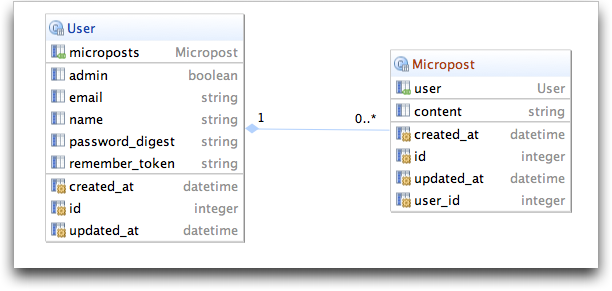 User
microposts Micropost
admin boolean
email string
name string
password_digest string
remember_token string
created_at datetime
id integer
updated_at datetime
1
0..*
Micropost
user User
content string
created_at datetime
id integer
updated_at datetime
user_id integer